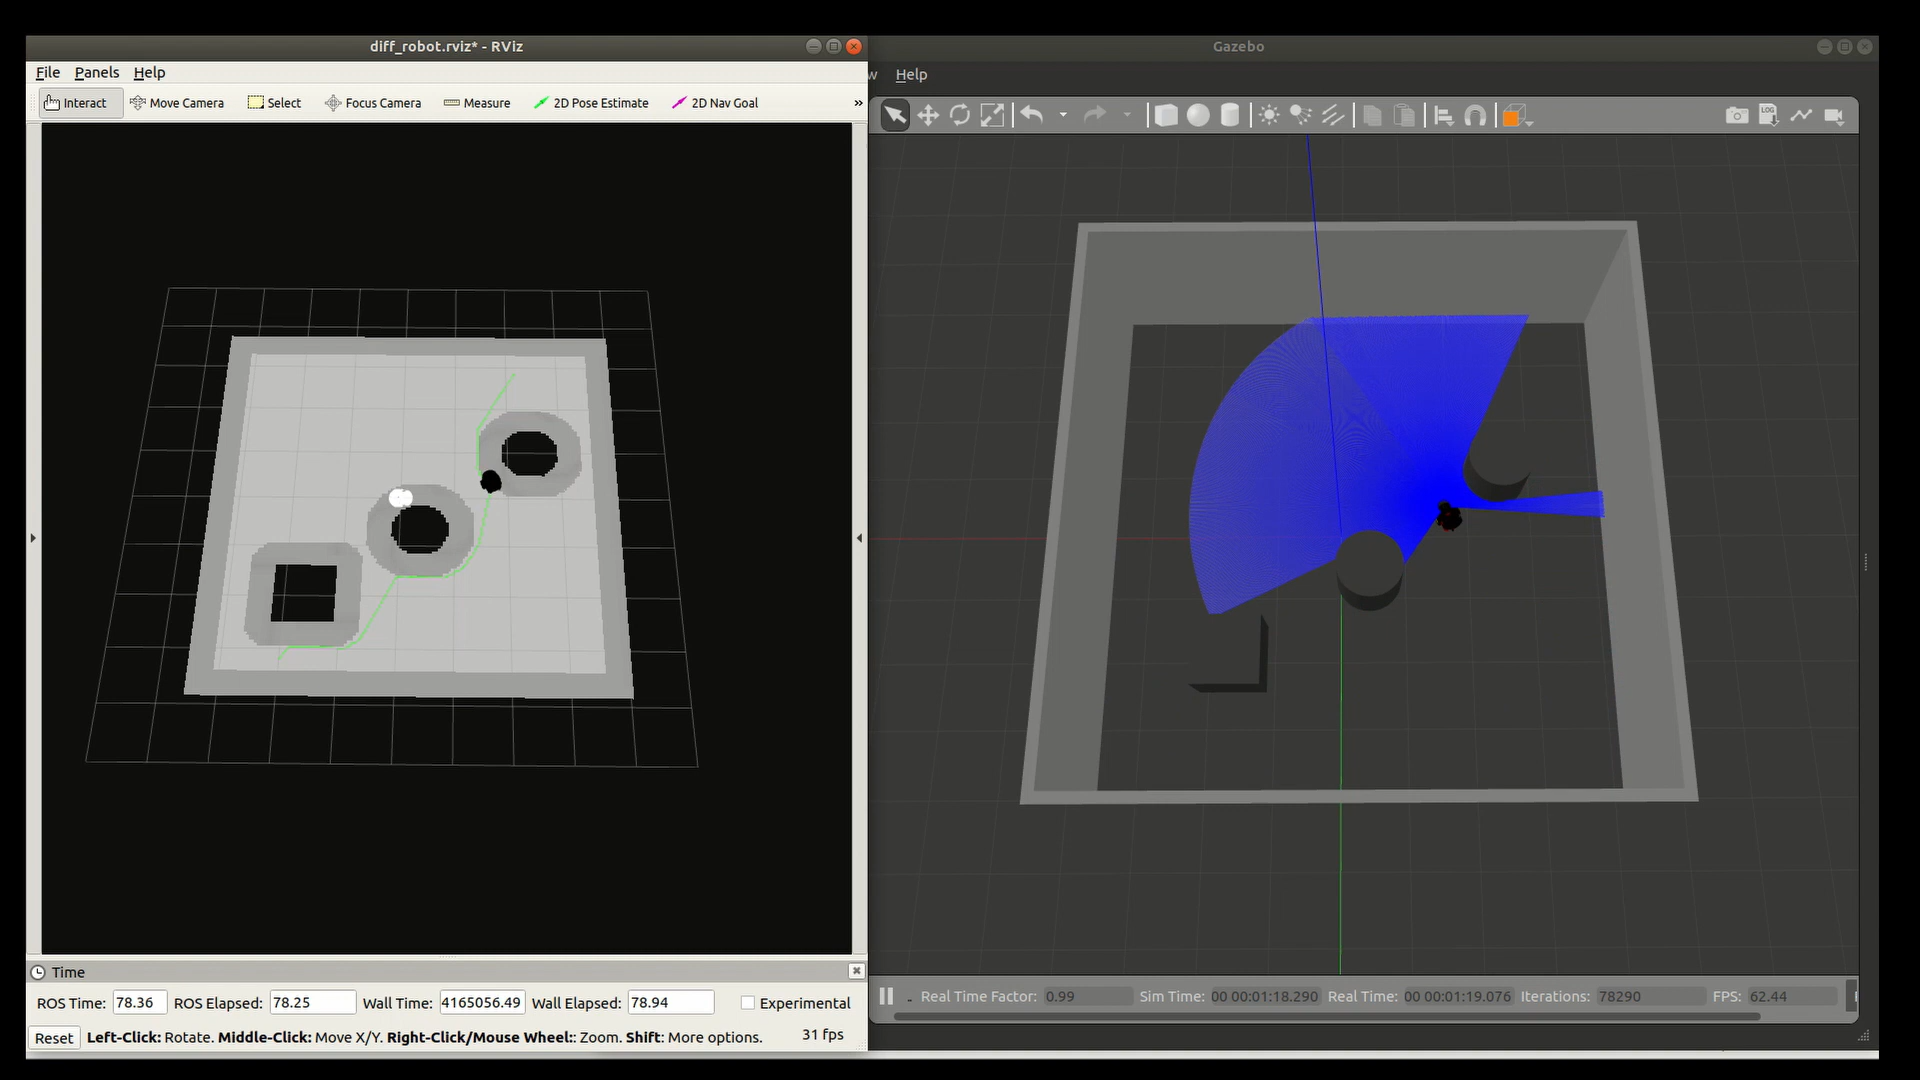 diff_robot.rviz* - RViz
File Panels Help
Interact Move Camera Select Focus Camera Measure 2D Pose Estimate 2D Nav Goal »
Time
ROS Time: 78.36 ROS Elapsed: 78.25 Wall Time: 4165056.49 Wall Elapsed: 78.94 Experimental
Reset Left-Click: Rotate. Middle-Click: Move X/Y. Right-Click/Mouse Wheel:: Zoom. Shift: More options. 31 fps
Gazebo
w Help
LOG
Real Time Factor: 0.99 Sim Time: 00 00:01:18.290 Real Time: 00 00:01:19.076 Iterations: 78290 FPS: 62.44